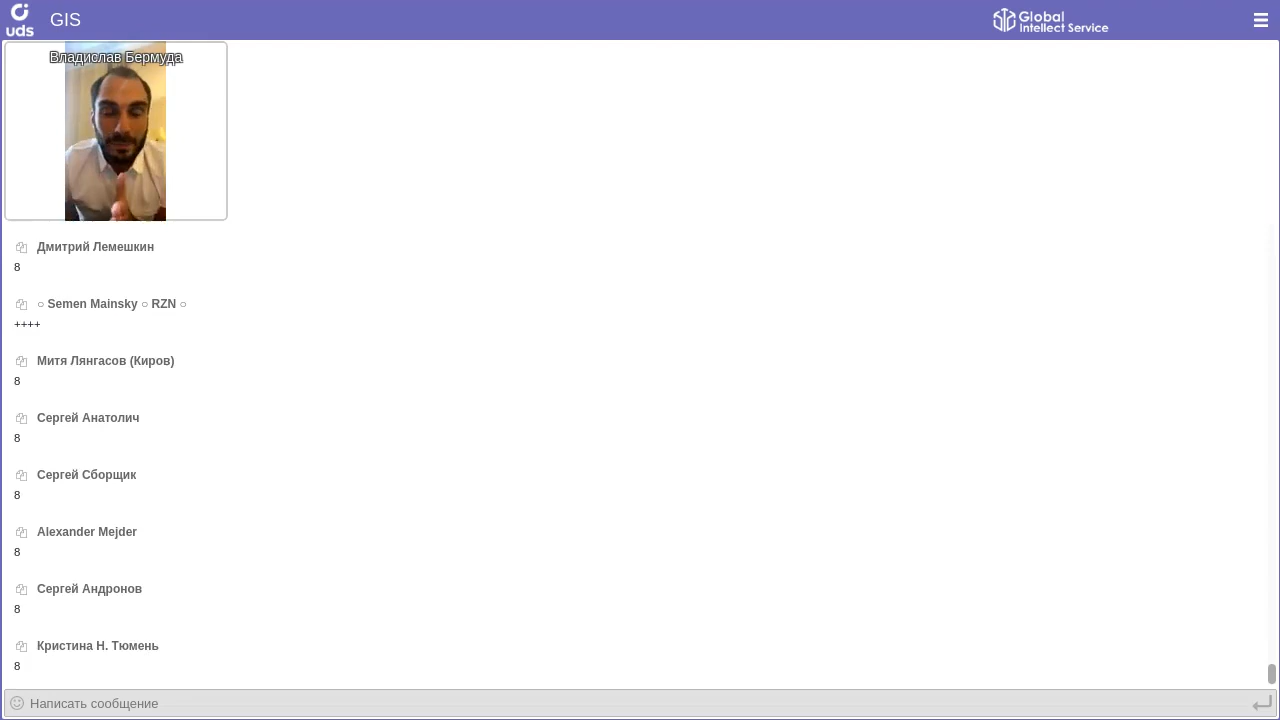 uds
GIS
Global
Intellect Service
Владислав Бермуда
Дмитрий Лемешкин
8
○ Semen Mainsky ○ RZN ○
++++
Митя Лянгасов (Киров)
8
Сергей Анатолич
8
Сергей Сборщик
8
Alexander Mejder
8
Сергей Андронов
8
Кристина Н. Тюмень
8
Написать сообщение